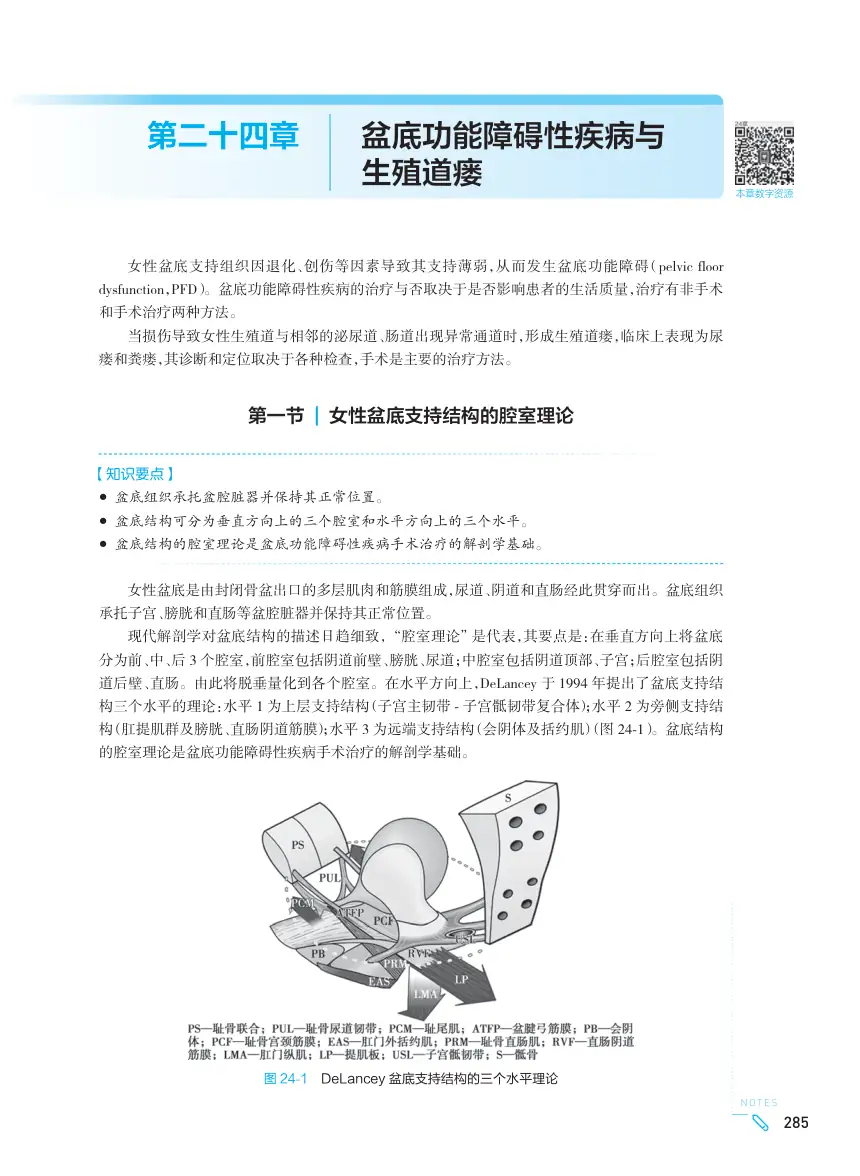 第二十四章
盆底功能障碍性疾病与
生殖道瘘
24章
本章数字资源
女性盆底支持组织因退化、创伤等因素导致其支持薄弱,从而发生盆底功能障碍(pelvic floor
dysfunction,PFD)。盆底功能障碍性疾病的治疗与否取决于是否影响患者的生活质量,治疗有非手术
和手术治疗两种方法。
当损伤导致女性生殖道与相邻的泌尿道、肠道出现异常通道时,形成生殖道瘘,临床上表现为尿
瘘和粪瘘,其诊断和定位取决于各种检查,手术是主要的治疗方法。
第一节 | 女性盆底支持结构的腔室理论
【知识要点】
● 盆底组织承托盆腔脏器并保持其正常位置。
● 盆底结构可分为垂直方向上的三个腔室和水平方向上的三个水平。
● 盆底结构的腔室理论是盆底功能障碍性疾病手术治疗的解剖学基础。
女性盆底是由封闭骨盆出口的多层肌肉和筋膜组成,尿道、阴道和直肠经此贯穿而出。盆底组织
承托子宫、膀胱和直肠等盆腔脏器并保持其正常位置。
现代解剖学对盆底结构的描述日趋细致,“腔室理论”是代表,其要点是:在垂直方向上将盆底
分为前、中、后 3 个腔室,前腔室包括阴道前壁、膀胱、尿道;中腔室包括阴道顶部、子宫;后腔室包括阴
道后壁、直肠。由此将脱垂量化到各个腔室。在水平方向上,DeLancey 于 1994 年提出了盆底支持结
构三个水平的理论:水平 1 为上层支持结构(子宫主韧带 - 子宫骶韧带复合体);水平 2 为旁侧支持结
构(肛提肌群及膀胱、直肠阴道筋膜);水平 3 为远端支持结构(会阴体及括约肌)(图 24-1)。盆底结构
的腔室理论是盆底功能障碍性疾病手术治疗的解剖学基础。
S
PS
PUL
PCM
ATFP
PCF
USL
PB
RVF
PRM
EAS
LP
LMA
PS—耻骨联合；PUL—耻骨尿道韧带；PCM—耻尾肌；ATFP—盆腱弓筋膜；PB—会阴
体；PCF—耻骨宫颈筋膜；EAS—肛门外括约肌；PRM—耻骨直肠肌；RVF—直肠阴道
筋膜；LMA—肛门纵肌；LP—提肌板；USL—子宫骶韧带；S—骶骨
图 24-1 DeLancey 盆底支持结构的三个水平理论
NOTES
285